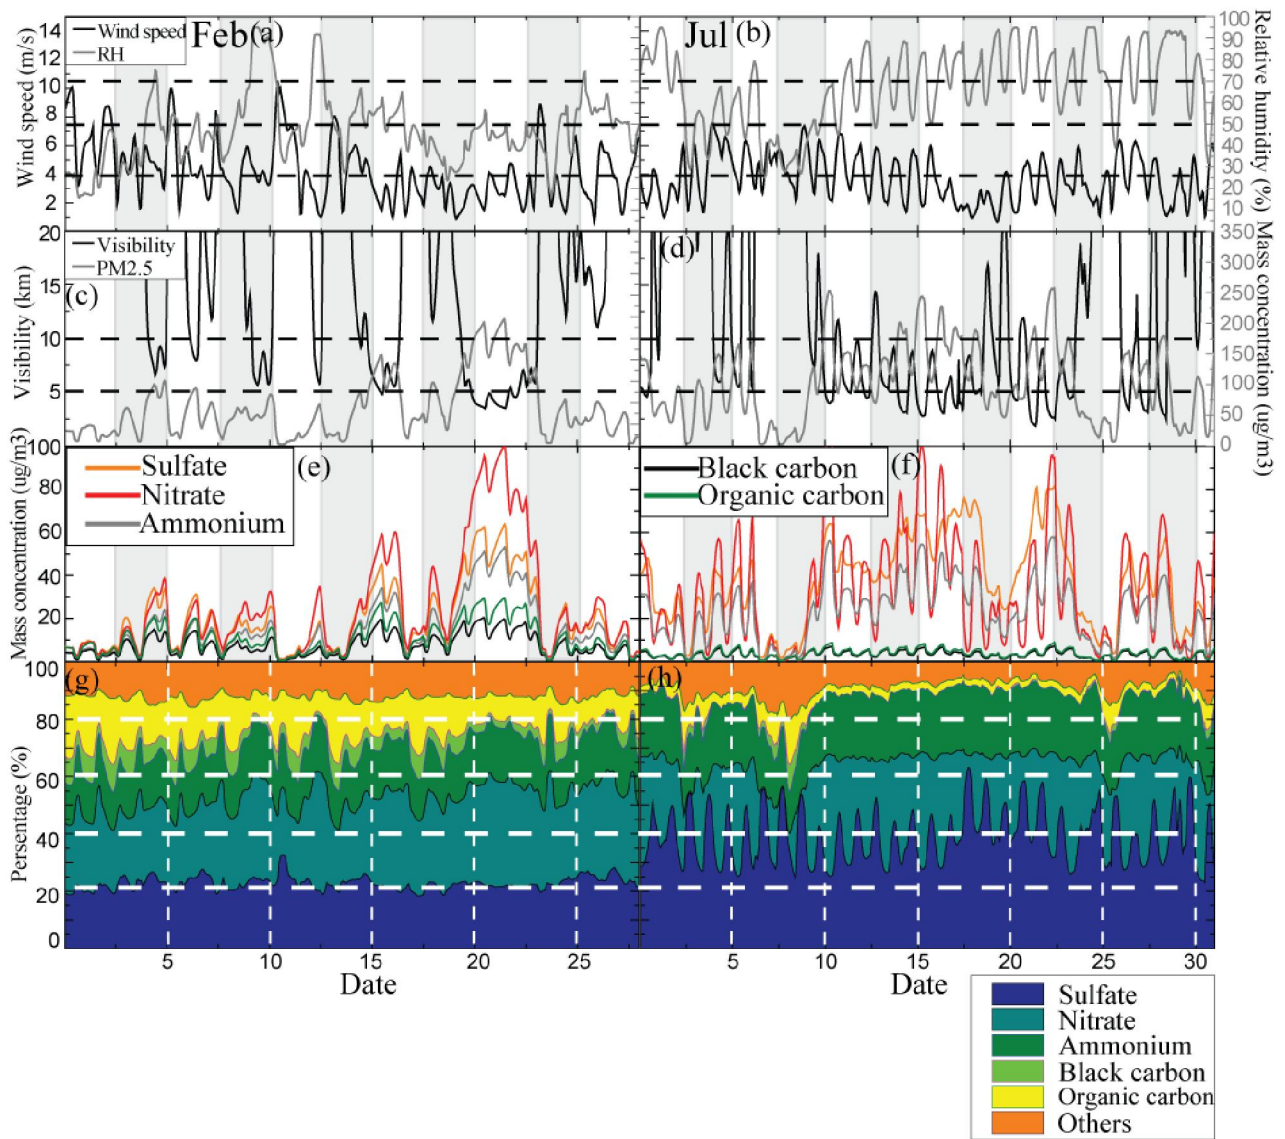 Wind speed
RH
Feb(a)
Jul (b)
Wind speed (m/s)
14
12
10
8
6
4
2
Relative humidity (%)
100
90
80
70
60
50
40
30
20
10
Visibility
PM2.5
(c)
(d)
Visibility (km)
20
15
10
5
Mass concentration (ug/m3)
350
300
250
200
150
100
50
0
Sulfate
Nitrate
Ammonium
(e)
Black carbon
Organic carbon
(f)
Mass concentration (ug/m3)
100
80
60
40
20
(g)
(h)
Persentage (%)
100
80
60
40
20
0
5 10 15 20 25
5 10 15 20 25 30
Date
Date
Sulfate
Nitrate
Ammonium
Black carbon
Organic carbon
Others